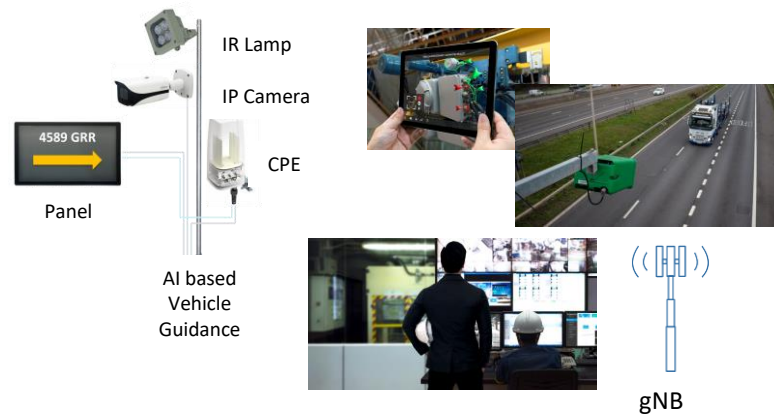 IR Lamp
IP Camera
4589 GRR
CPE
Panel
AI based
Vehicle
Guidance
gNB